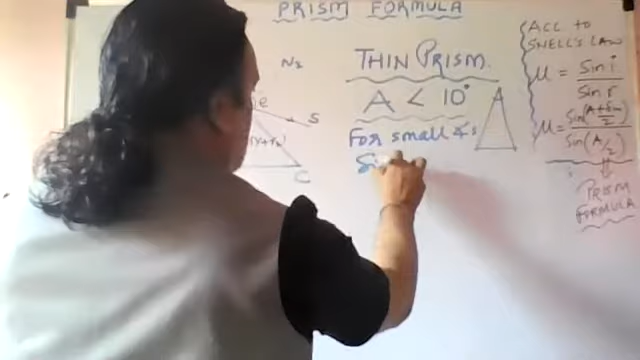 PRISM FORMULA
THIN PRISM.
A < 10°
For small ∡s
Si
A
N₂
e
S
C
ACC TO
SNELL'S LAW
μ = Sin i / Sin r
μ = Sin(A+δm/2) / Sin(A/2)
PRISM
FORMULA